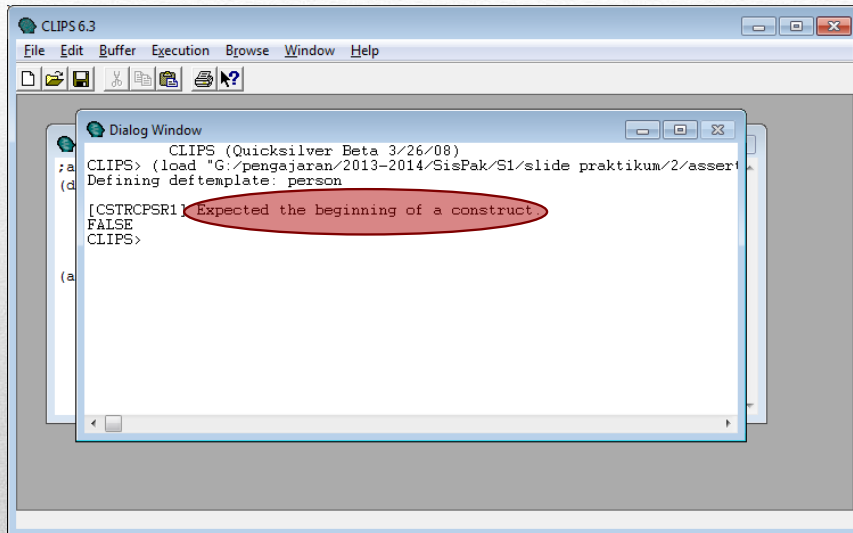 CLIPS 6.3
File Edit Buffer Execution Browse Window Help
Dialog Window
CLIPS (Quicksilver Beta 3/26/08)
CLIPS> (load "G:/pengajaran/2013-2014/SisPak/S1/slide praktikum/2/assert
Defining deftemplate: person
[CSTRCPSR1] Expected the beginning of a construct.
FALSE
CLIPS>
;a
(d
(a